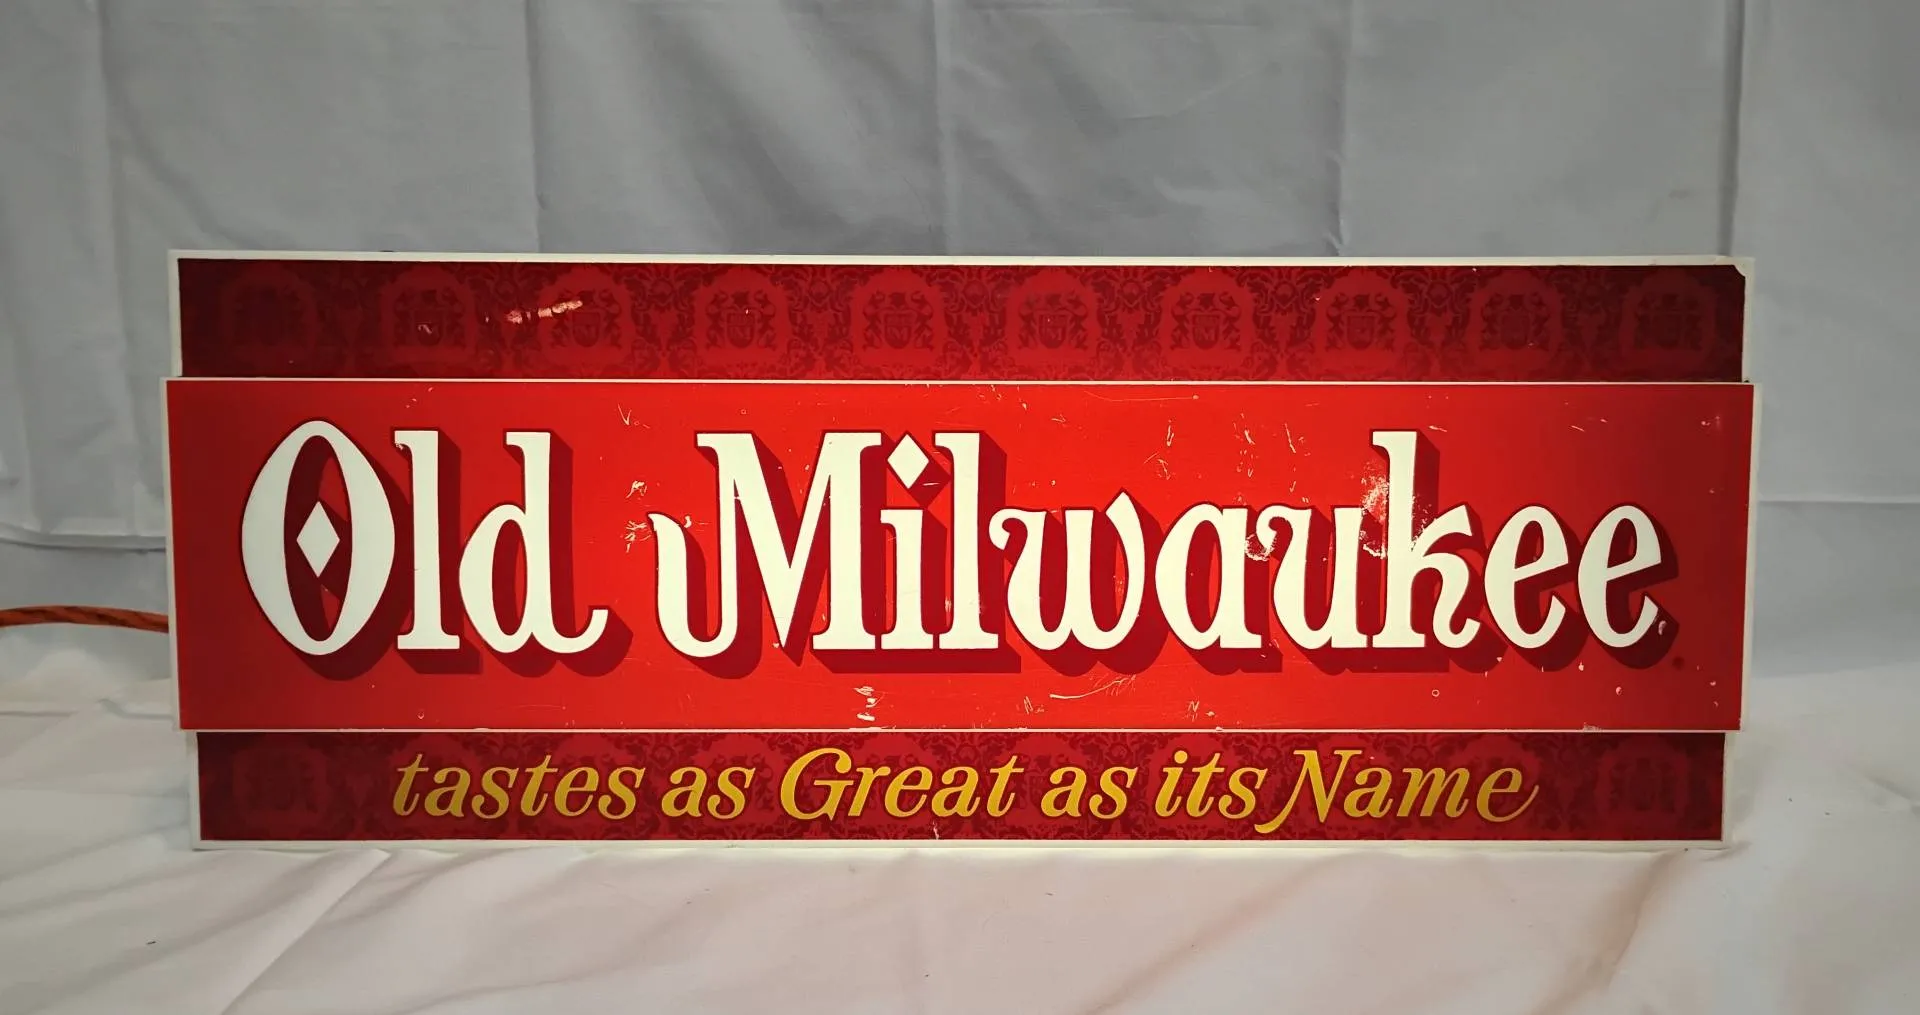 Old Milwaukee
tastes as Great as its Name